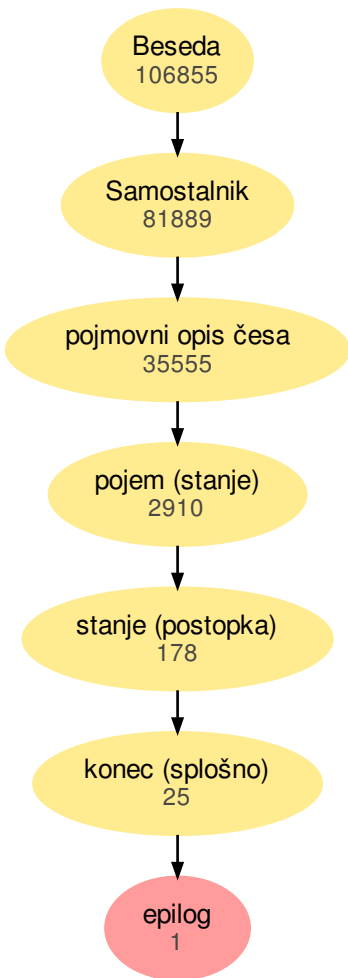 Beseda
106855
Samostalnik
81889
pojmovni opis česa
35555
pojem (stanje)
2910
stanje (postopka)
178
konec (splošno)
25
epilog
1